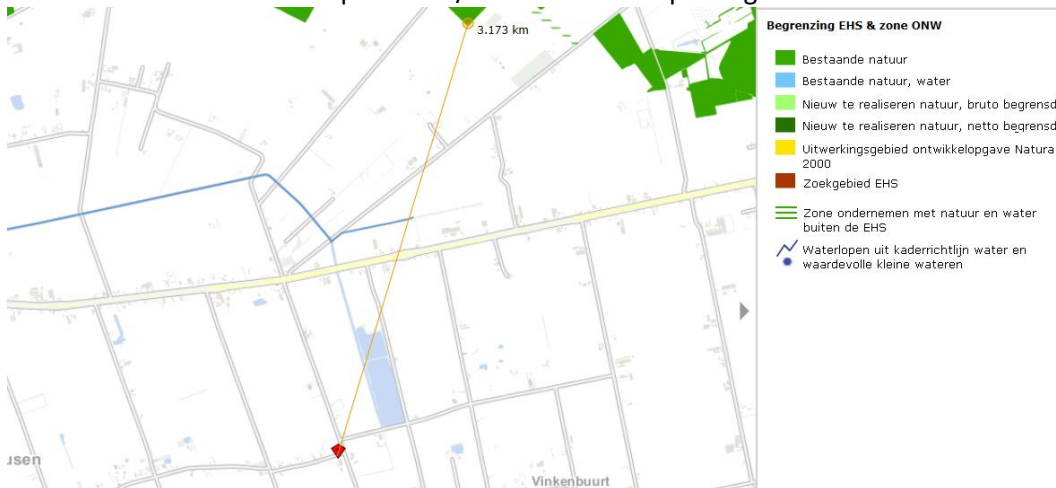 3.173 km
usen
Vinkenbuurt
Begrenzing EHS & zone ONW
Bestaande natuur
Bestaande natuur, water
Nieuw te realiseren natuur, bruto begrensd
Nieuw te realiseren natuur, netto begrensd
Uitwerkingsgebied ontwikkelopgave Natura
2000
Zoekgebied EHS
Zone ondernemen met natuur en water
buiten de EHS
Waterlopen uit kaderrichtlijn water en
waardevolle kleine wateren